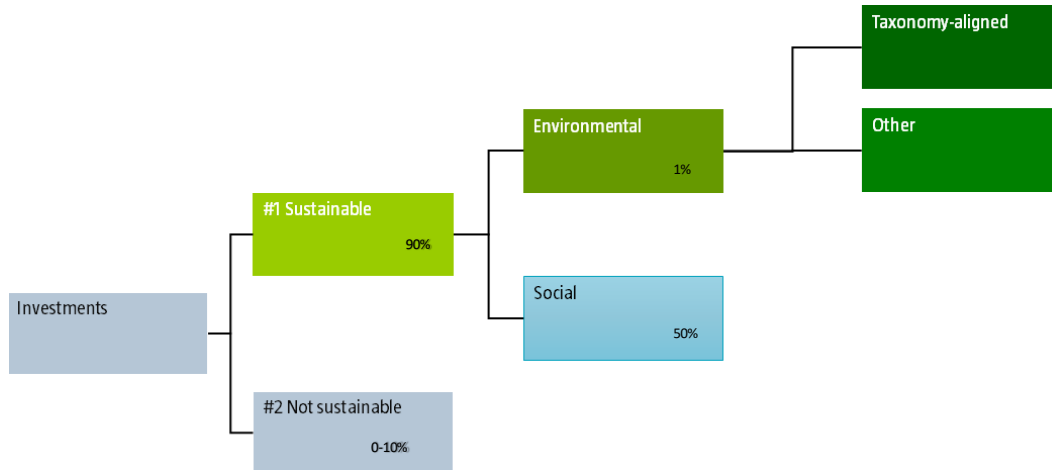 Taxonomy-aligned
Environmental
1%
Other
#1 Sustainable
90%
Social
50%
Investments
#2 Not sustainable
0-10%